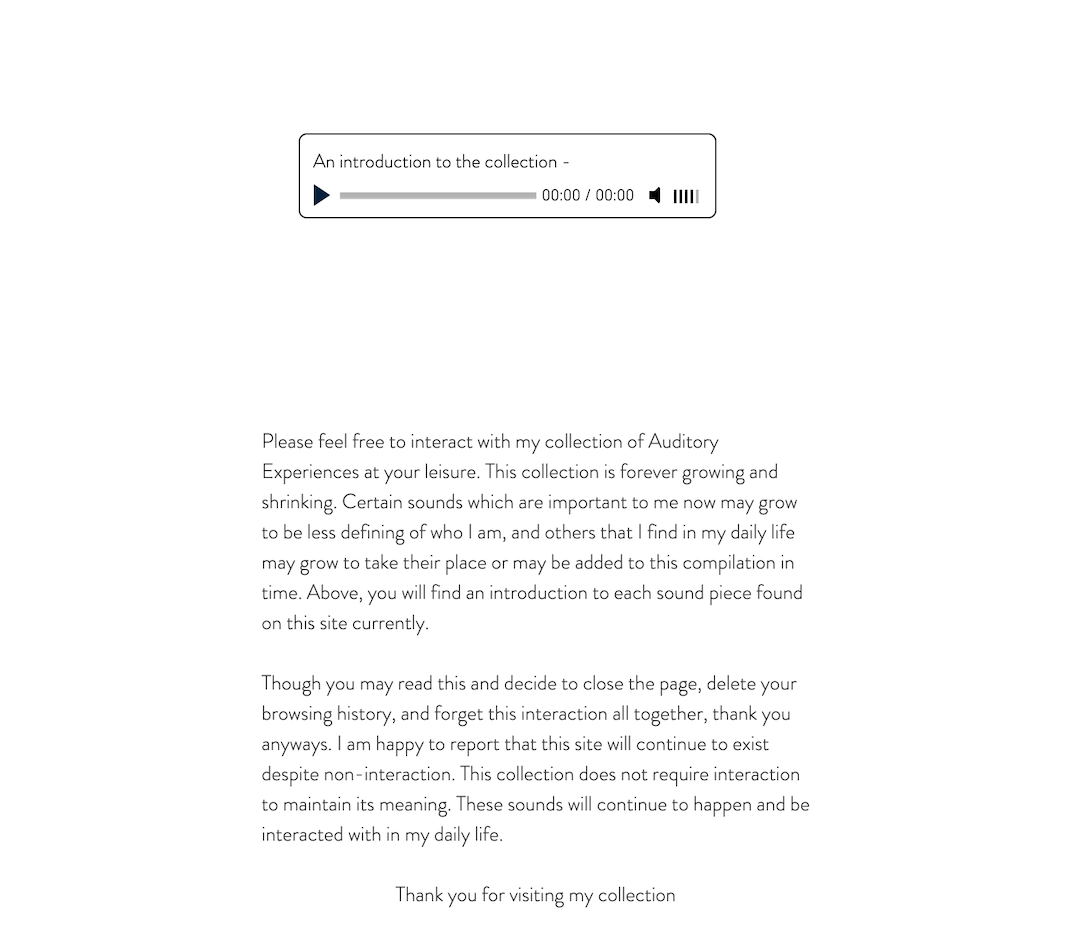 An introduction to the collection -
00:00 / 00:00
Please feel free to interact with my collection of Auditory
Experiences at your leisure. This collection is forever growing and
shrinking. Certain sounds which are important to me now may grow
to be less defining of who I am, and others that I find in my daily life
may grow to take their place or may be added to this compilation in
time. Above, you will find an introduction to each sound piece found
on this site currently.
Though you may read this and decide to close the page, delete your
browsing history, and forget this interaction all together, thank you
anyways. I am happy to report that this site will continue to exist
despite non-interaction. This collection does not require interaction
to maintain its meaning. These sounds will continue to happen and be
interacted with in my daily life.
Thank you for visiting my collection